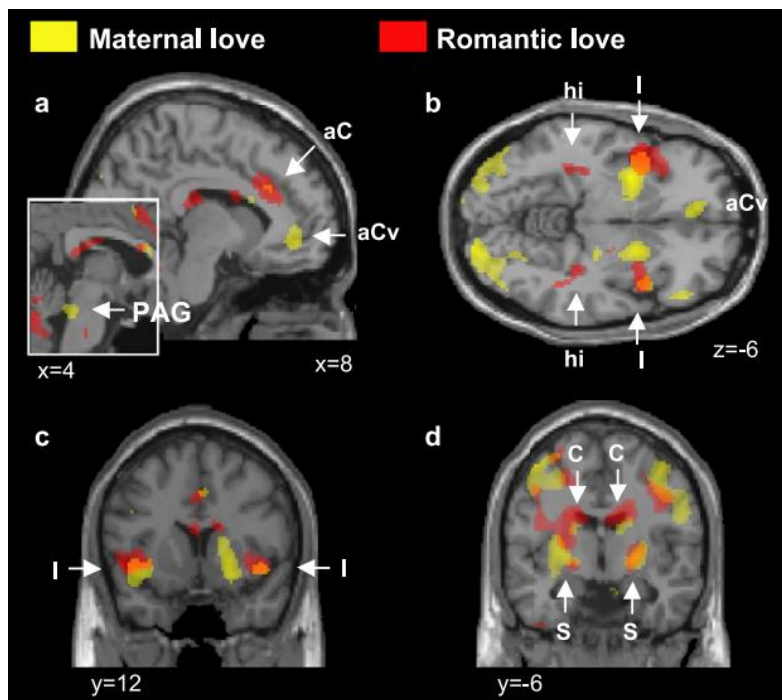 Maternal love
Romantic love
a
aC
aCv
PAG
x=4
x=8
b
hi
I
aCv
hi
I
z=-6
c
I
I
y=12
d
C
C
S
S
y=-6